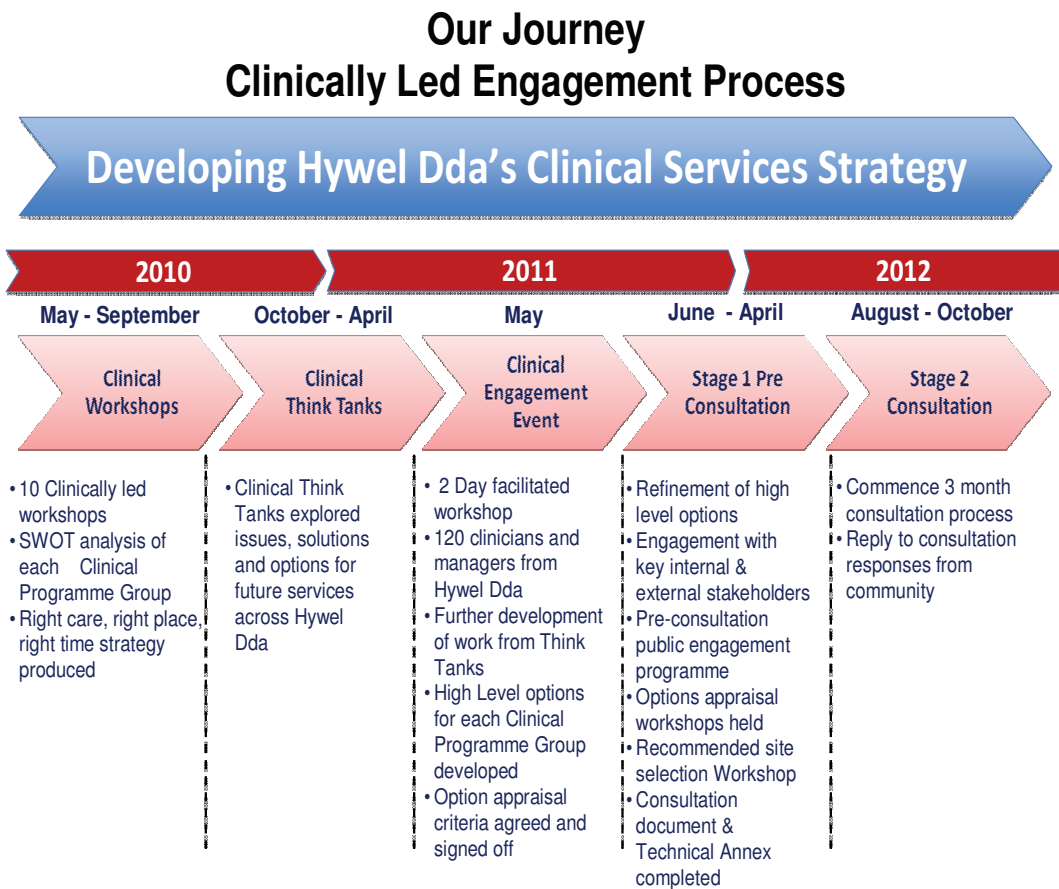 Our Journey
Clinically Led Engagement Process
Developing Hywel Dda's Clinical Services Strategy
2010
2011
2012
May - September
October - April
May
June - April
August - October
Clinical
Workshops
Clinical
Think Tanks
Clinical
Engagement
Event
Stage 1 Pre
Consultation
Stage 2
Consultation
• 10 Clinically led
workshops
• SWOT analysis of
each Clinical
Programme Group
• Right care, right place,
right time strategy
produced
• Clinical Think
Tanks explored
issues, solutions
and options for
future services
across Hywel
Dda
• 2 Day facilitated
workshop
• 120 clinicians and
managers from
Hywel Dda
• Further development
of work from Think
Tanks
• High Level options
for each Clinical
Programme Group
developed
• Option appraisal
criteria agreed and
signed off
• Refinement of high
level options
• Engagement with
key internal &
external stakeholders
• Pre-consultation
public engagement
programme
• Options appraisal
workshops held
• Recommended site
selection Workshop
• Consultation
document &
Technical Annex
completed
• Commence 3 month
consultation process
• Reply to consultation
responses from
community